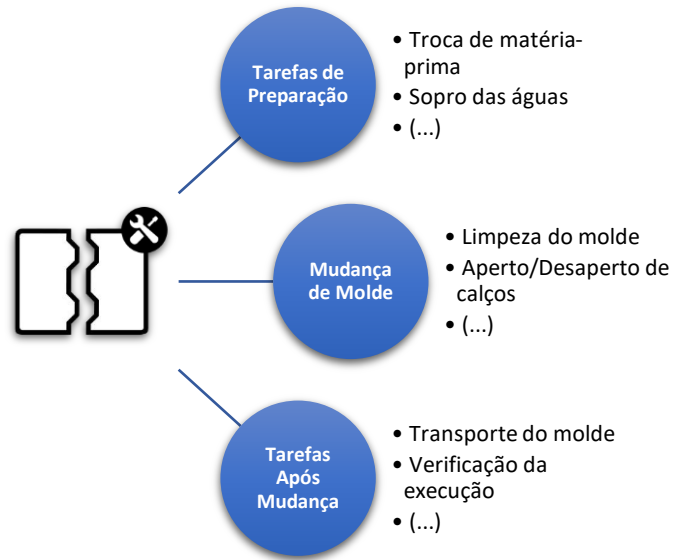 Tarefas de
Preparação
• Troca de matéria-
prima
• Sopro das águas
• (...)
Mudança
de Molde
• Limpeza do molde
• Aperto/Desaperto de
calços
• (...)
Tarefas
Após
Mudança
• Transporte do molde
• Verificação da
execução
• (...)